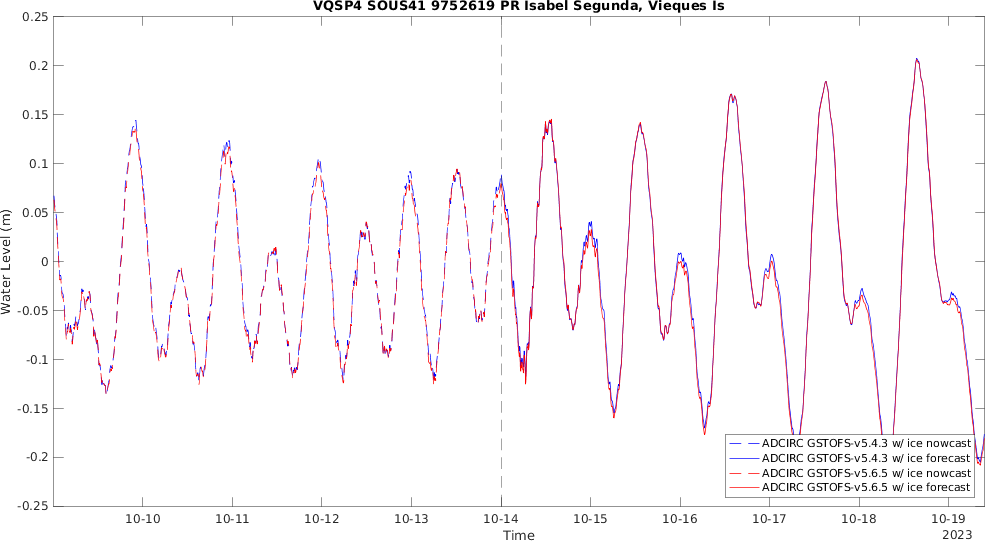 VQSP4 SOUS41 9752619 PR Isabel Segunda, Vieques Is
0.25
0.2
0.15
0.1
0.05
0
-0.05
-0.1
-0.15
-0.2
-0.25
Water Level (m)
ADCIRC GSTOFS-v5.4.3 w/ ice nowcast
ADCIRC GSTOFS-v5.4.3 w/ ice forecast
ADCIRC GSTOFS-v5.6.5 w/ ice nowcast
ADCIRC GSTOFS-v5.6.5 w/ ice forecast
10-10 10-11 10-12 10-13 10-14 10-15 10-16 10-17 10-18 10-19
Time
2023